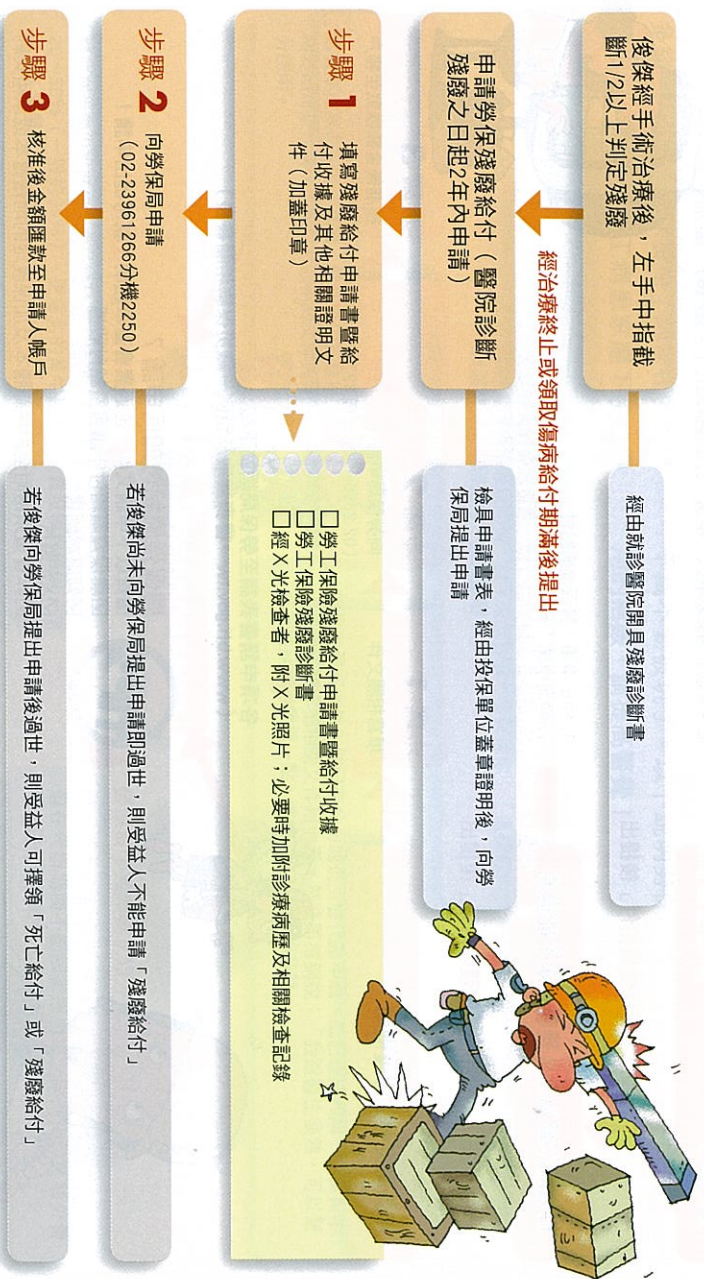 俊傑經手術治療後，左手中指截
斷1/2以上判定殘廢
經由就診醫院開具殘廢診斷書
經治療終止或領取傷病給付期滿後提出
申請勞保殘廢給付（醫院診斷
殘廢之日起2年內申請）
檢具申請書表，經由投保單位蓋章證明後，向勞
保局提出申請
步驟 1 填寫殘廢給付申請書暨給
付收據及其他相關證明文
件（加蓋印章）
□勞工保險殘廢給付申請書暨給付收據
□勞工保險殘廢診斷書
□經X光檢查者，附X光照片；必要時加附診療病歷及相關檢查記錄
步驟 2 向勞保局申請
（02-23961266分機2250）
若俊傑尚未向勞保局提出申請即過世，則受益人不能申請「殘廢給付」
步驟 3 核准後金額匯款至申請人帳戶
若俊傑向勞保局提出申請後過世，則受益人可擇領「死亡給付」或「殘廢給付」